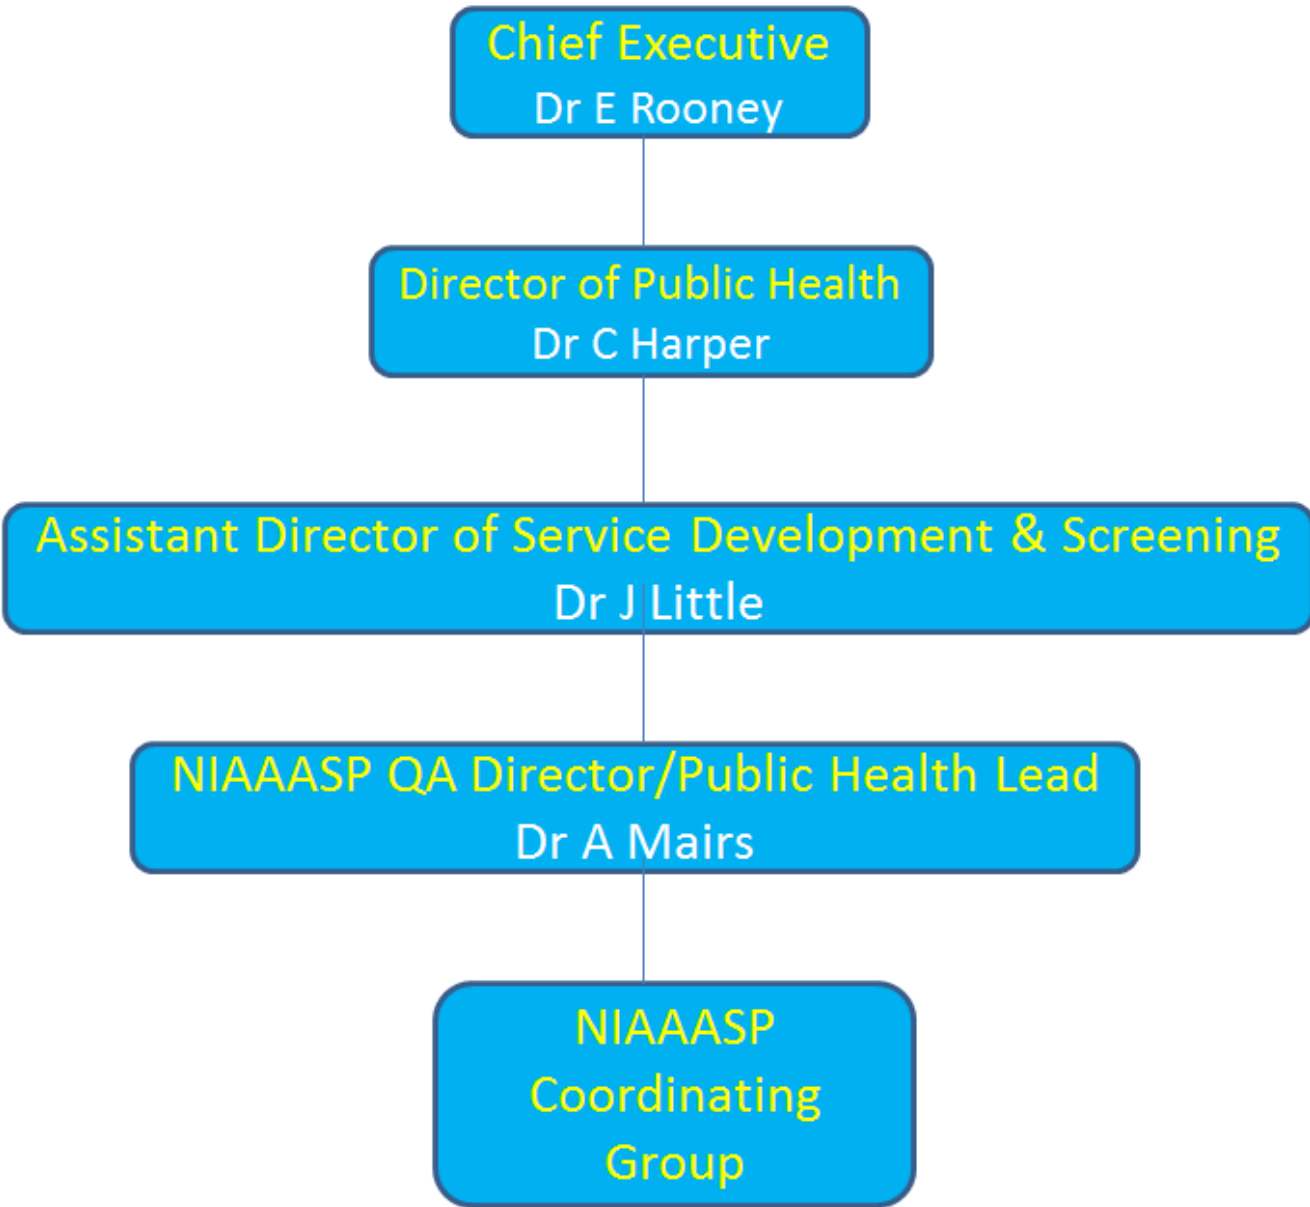 Chief Executive
Dr E Rooney
Director of Public Health
Dr C Harper
Assistant Director of Service Development & Screening
Dr J Little
NIAAASP QA Director/Public Health Lead
Dr A Mairs
NIAAASP
Coordinating
Group